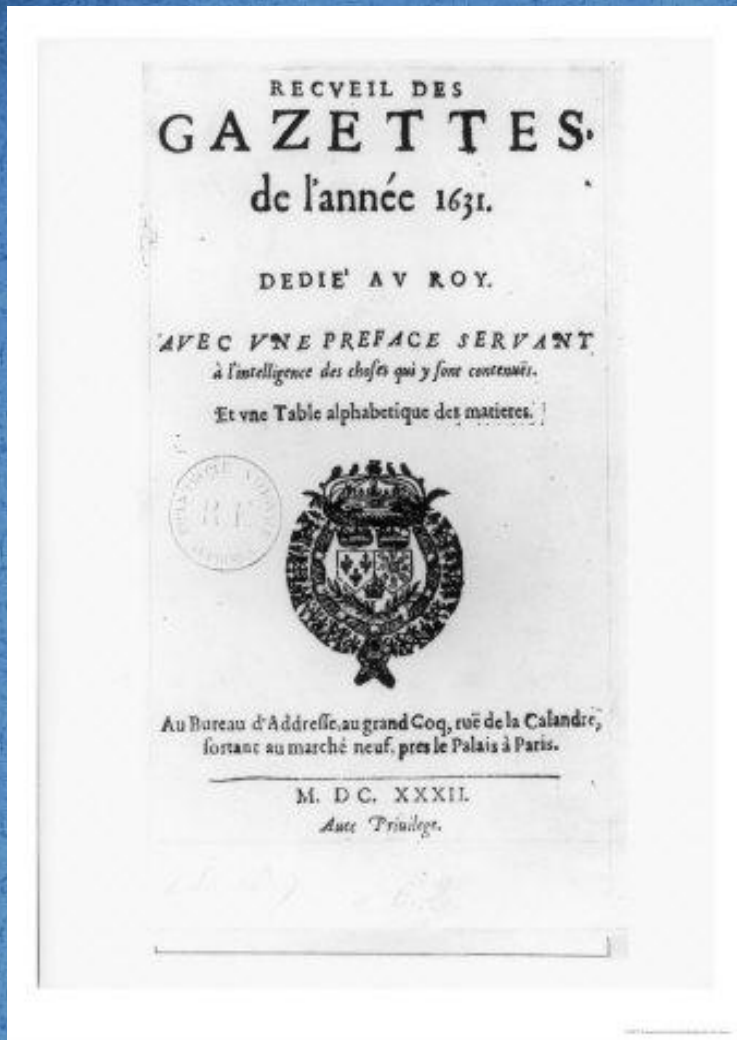 RECVEIL DES
GAZETTES.
de l'année 1631.
DEDIE' AV ROY.
AVEC VNE PREFACE SERVANT
à l'intelligence des choſes qui y ſont contenuës.
Et vne Table alphabetique des matieres.
Au Bureau d'Addreſſe, au grand Coq, ruë de la Calandre,
ſortant au marché neuf, pres le Palais à Paris.
M. DC. XXXII.
Auec Priuilege.